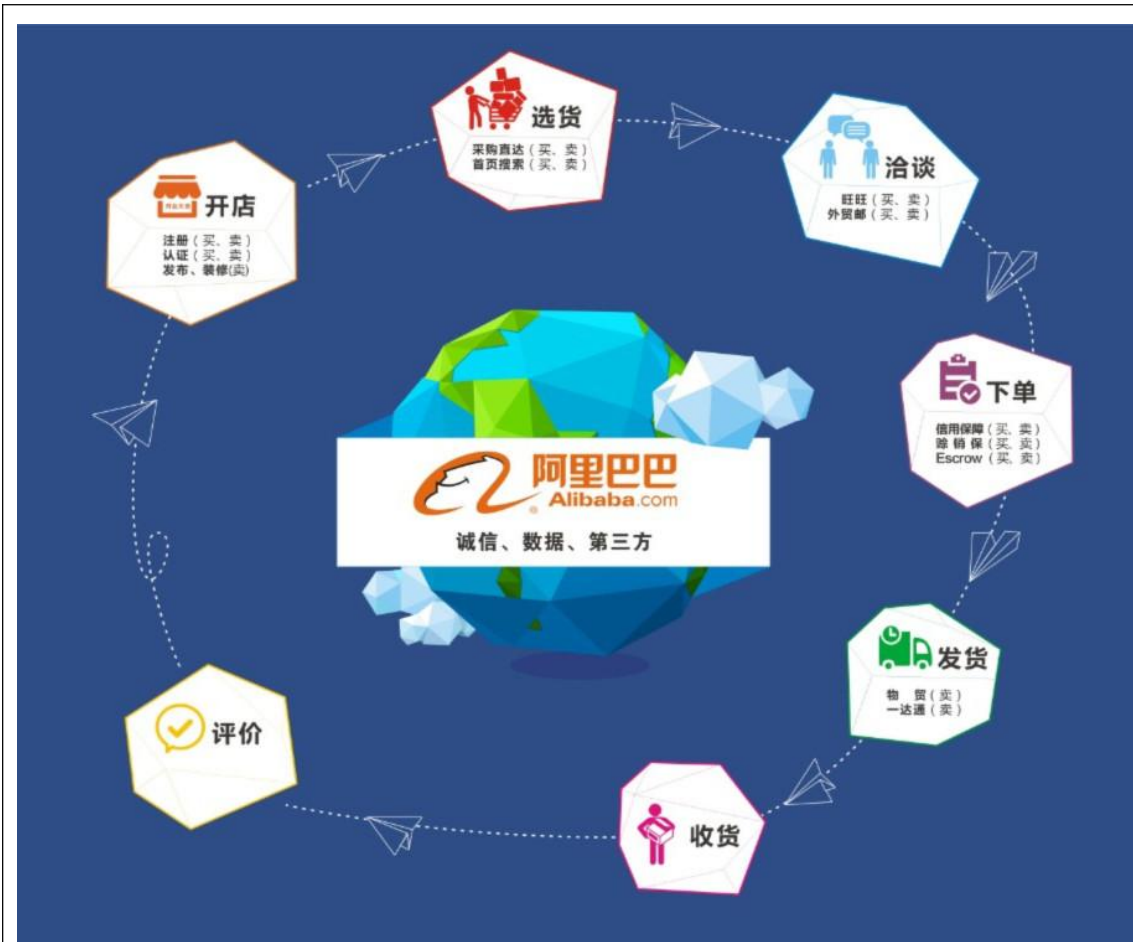 选货
采购直达（买、卖）
首页搜索（买、卖）
洽谈
旺旺（买、卖）
外贸邮（买、卖）
开店
注册（买、卖）
认证（买、卖）
发布、装修(卖)
下单
信用保障（买、卖）
赊销保（买、卖）
Escrow（买、卖）
阿里巴巴
Alibaba.com
诚信、数据、第三方
发货
物 贸（卖）
一达通（卖）
评价
收货